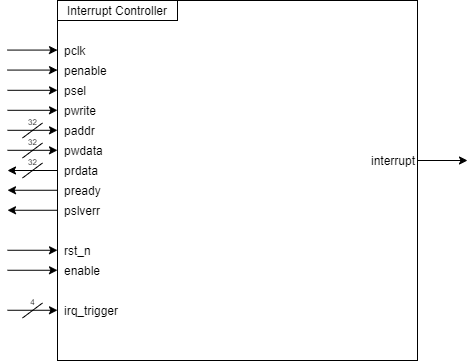 Interrupt Controller
pclk
penable
psel
pwrite
32
paddr
32
pwdata
32
prdata
pready
pslverr
interrupt
rst_n
enable
4
irq_trigger